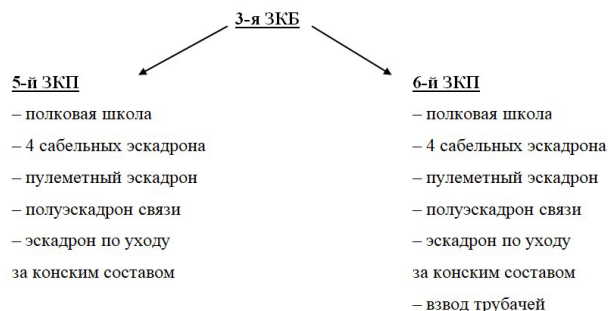 3-я ЗКБ
5-й ЗКП
– полковая школа
– 4 сабельных эскадрона
– пулеметный эскадрон
– полуэскадрон связи
– эскадрон по уходу
за конским составом
6-й ЗКП
– полковая школа
– 4 сабельных эскадрона
– пулеметный эскадрон
– полуэскадрон связи
– эскадрон по уходу
за конским составом
– взвод трубачей